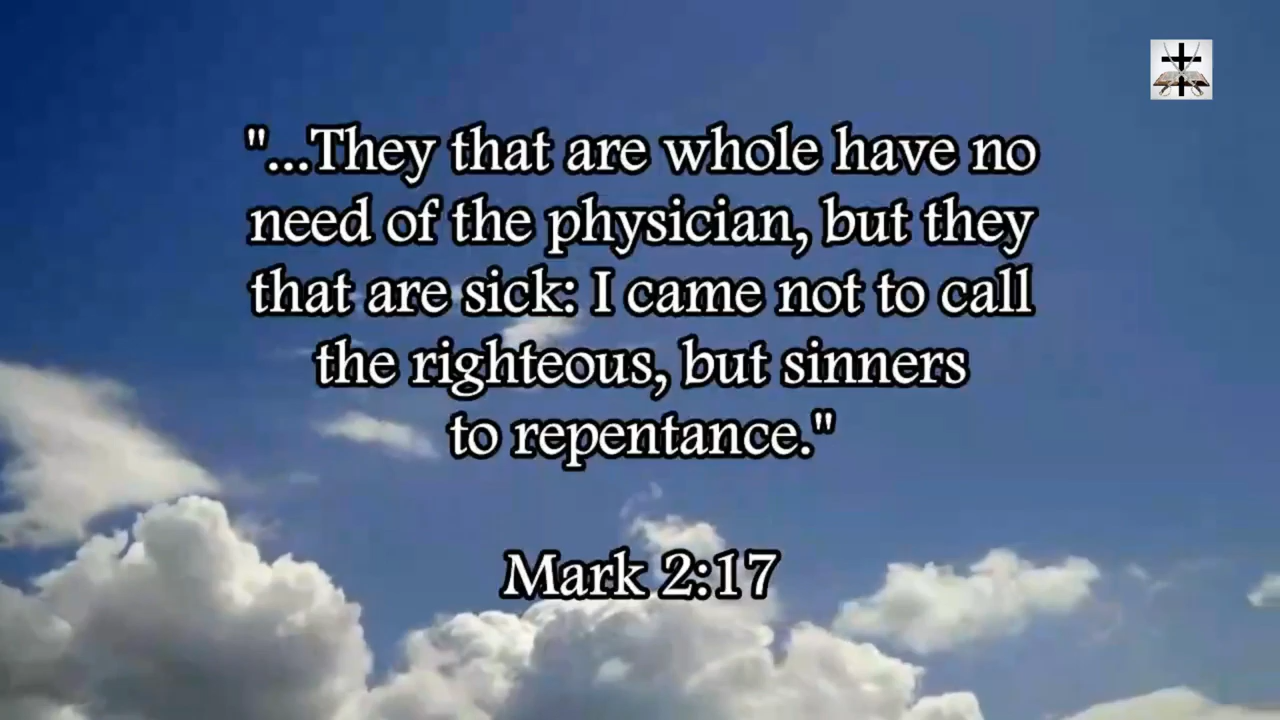 "...They that are whole have no
need of the physician, but they
that are sick: I came not to call
the righteous, but sinners
to repentance."
Mark 2:17